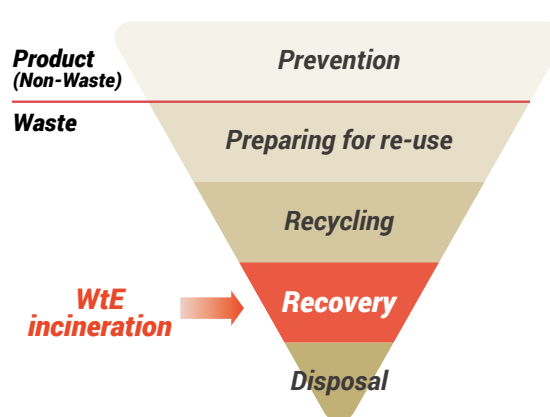 Product
(Non-Waste)
Prevention
Waste
Preparing for re-use
Recycling
WtE
incineration
Recovery
Disposal